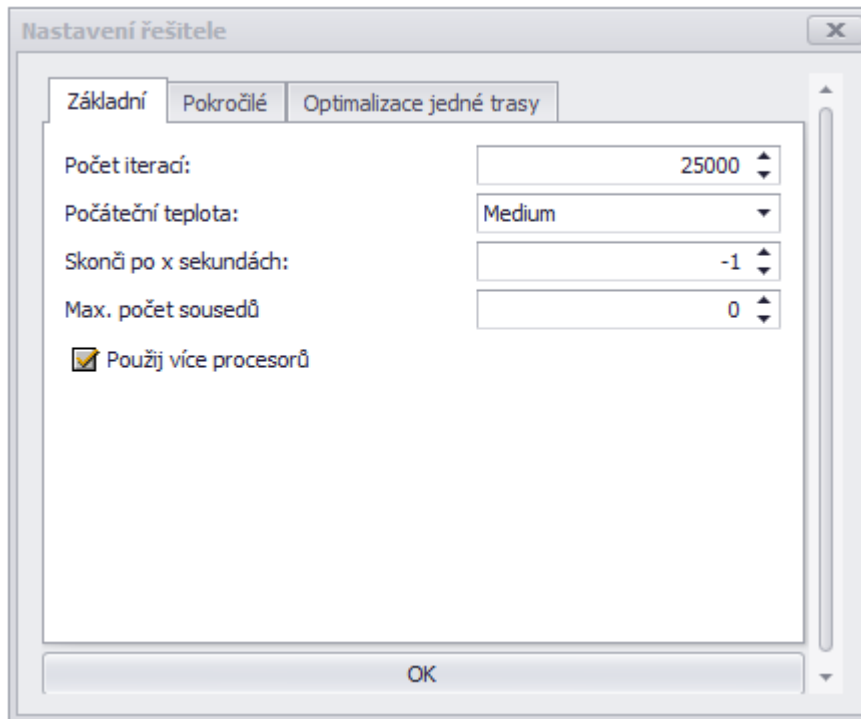 Nastavení řešitele
Základní Pokročilé Optimalizace jedné trasy
Počet iterací: 25000
Počáteční teplota: Medium
Skonči po x sekundách: -1
Max. počet sousedů 0
Použij více procesorů
OK